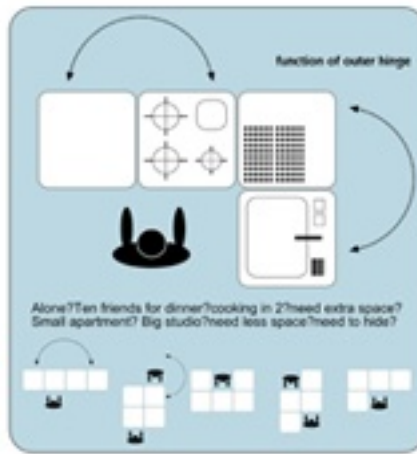 function of outer hinge
Alone?Ten friends for dinner?cooking in 2?need extra space?
Small apartment? Big studio?need less space?need to hide?